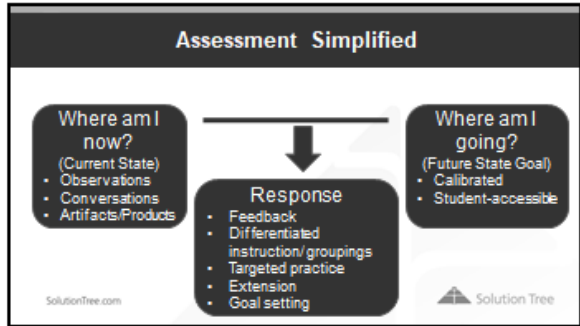 Assessment Simplified
Where am I
now?
(Current State)
• Observations
• Conversations
• Artifacts/Products
Response
• Feedback
• Differentiated
instruction/groupings
• Targeted practice
• Extension
• Goal setting
Where am I
going?
(Future State Goal)
• Calibrated
• Student-accessible
SolutionTree.com
Solution Tree